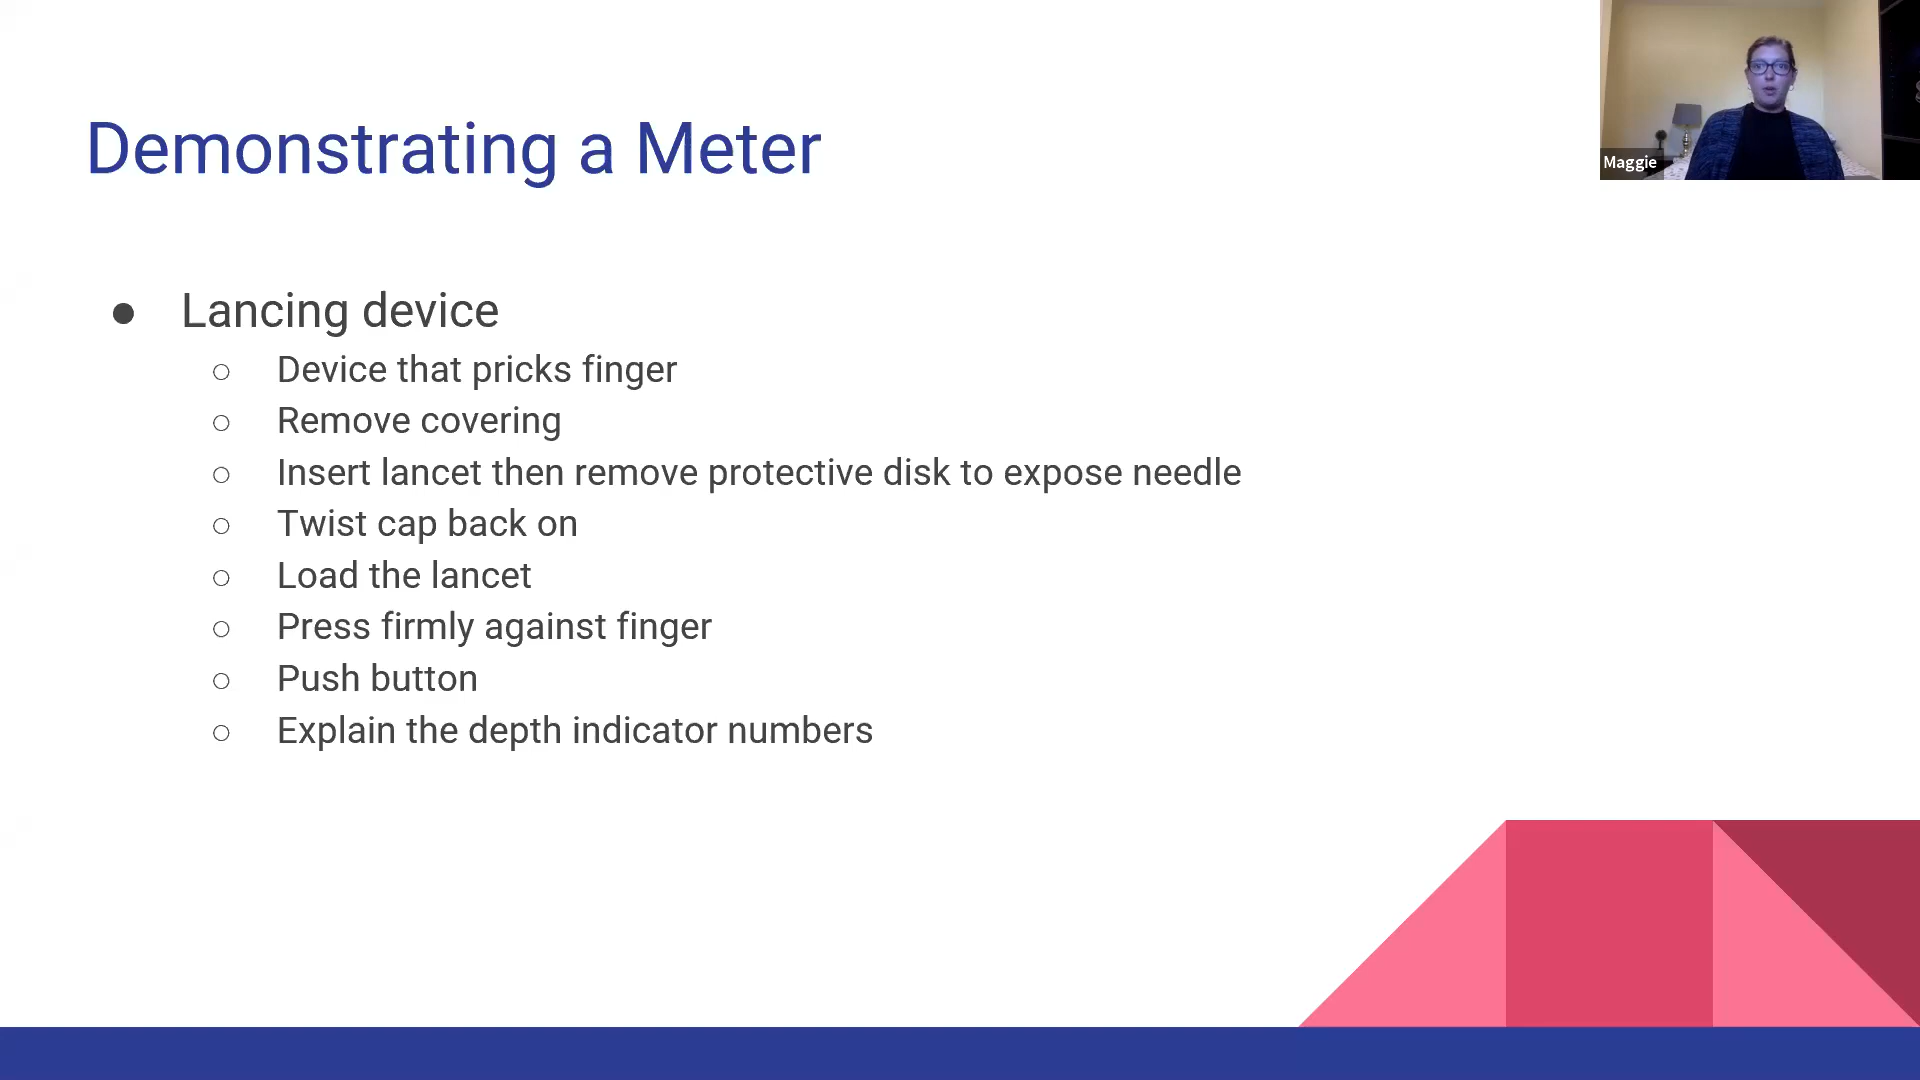 Demonstrating a Meter
Maggie
● Lancing device
○ Device that pricks finger
○ Remove covering
○ Insert lancet then remove protective disk to expose needle
○ Twist cap back on
○ Load the lancet
○ Press firmly against finger
○ Push button
○ Explain the depth indicator numbers